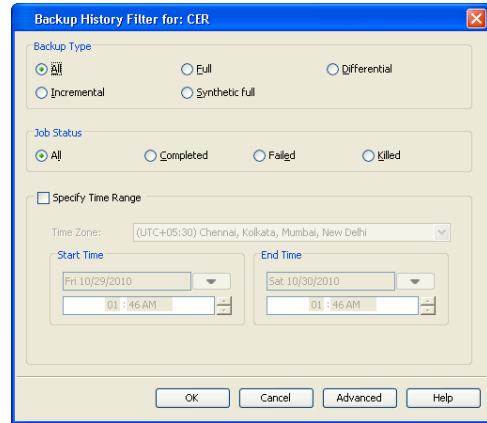 Backup History Filter for: CER
Backup Type
All Full Differential
Incremental Synthetic full
Job Status
All Completed Failed Killed
Specify Time Range
Time Zone: (UTC+05:30) Chennai, Kolkata, Mumbai, New Delhi
Start Time End Time
Fri 10/29/2010 Sat 10/30/2010
01 : 46 AM 01 : 46 AM
OK Cancel Advanced Help